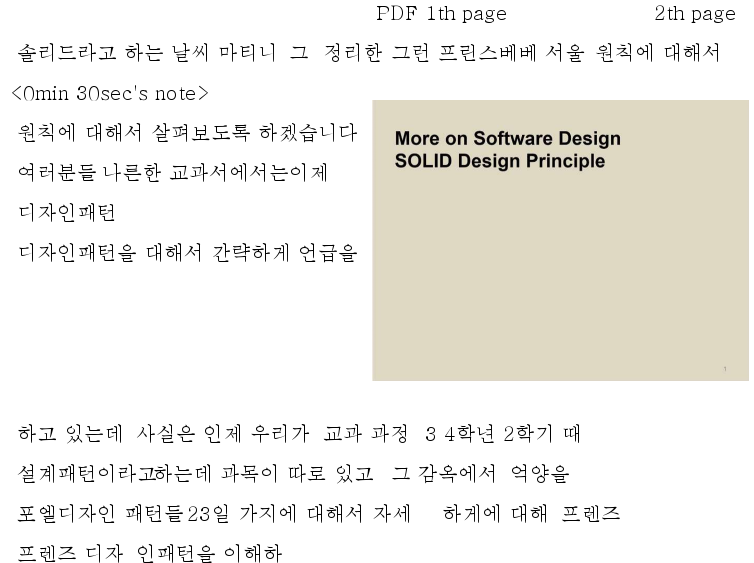 PDF 1th page 2th page
솔리드라고 하는 날씨 마티니 그 정리한 그런 프린스베베 서울 원칙에 대해서
<0min 30sec's note>
원칙에 대해서 살펴보도록 하겠습니다
More on Software Design
SOLID Design Principle
여러분들 나른한 교과서에서는이제
디자인패턴
디자인패턴을 대해서 간략하게 언급을
1
하고 있는데 사실은 인제 우리가 교과 과정 3 4학년 2학기 때
설계패턴이라고하는데 과목이 따로 있고 그 감옥에서 억양을
포엘디자인 패턴들 23일 가지에 대해서 자세 하게에 대해 프렌즈
프렌즈 디자 인패턴을 이해하